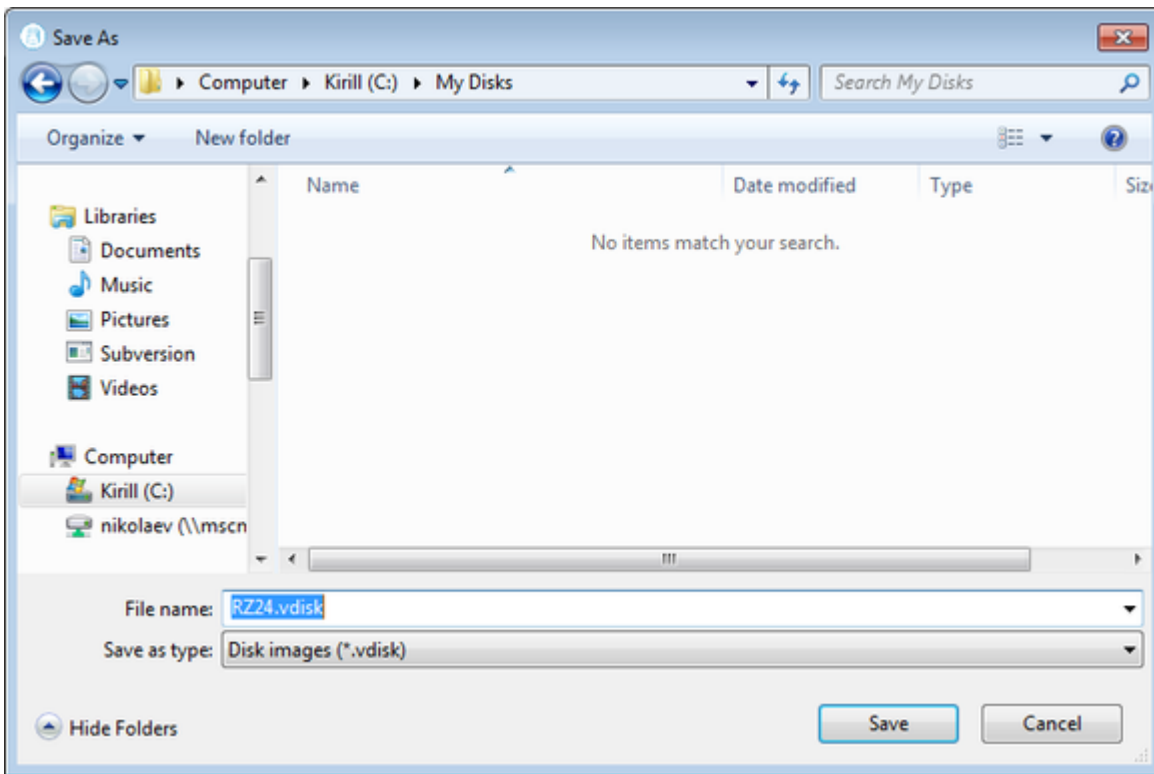 Save As
Computer Kirill (C:) My Disks Search My Disks
Organize New folder
Name Date modified Type Siz
No items match your search.
Libraries
Documents
Music
Pictures
Subversion
Videos
Computer
Kirill (C:)
nikolaev (\\mscn
File name: RZ24.vdisk
Save as type: Disk images (*.vdisk)
Hide Folders Save Cancel